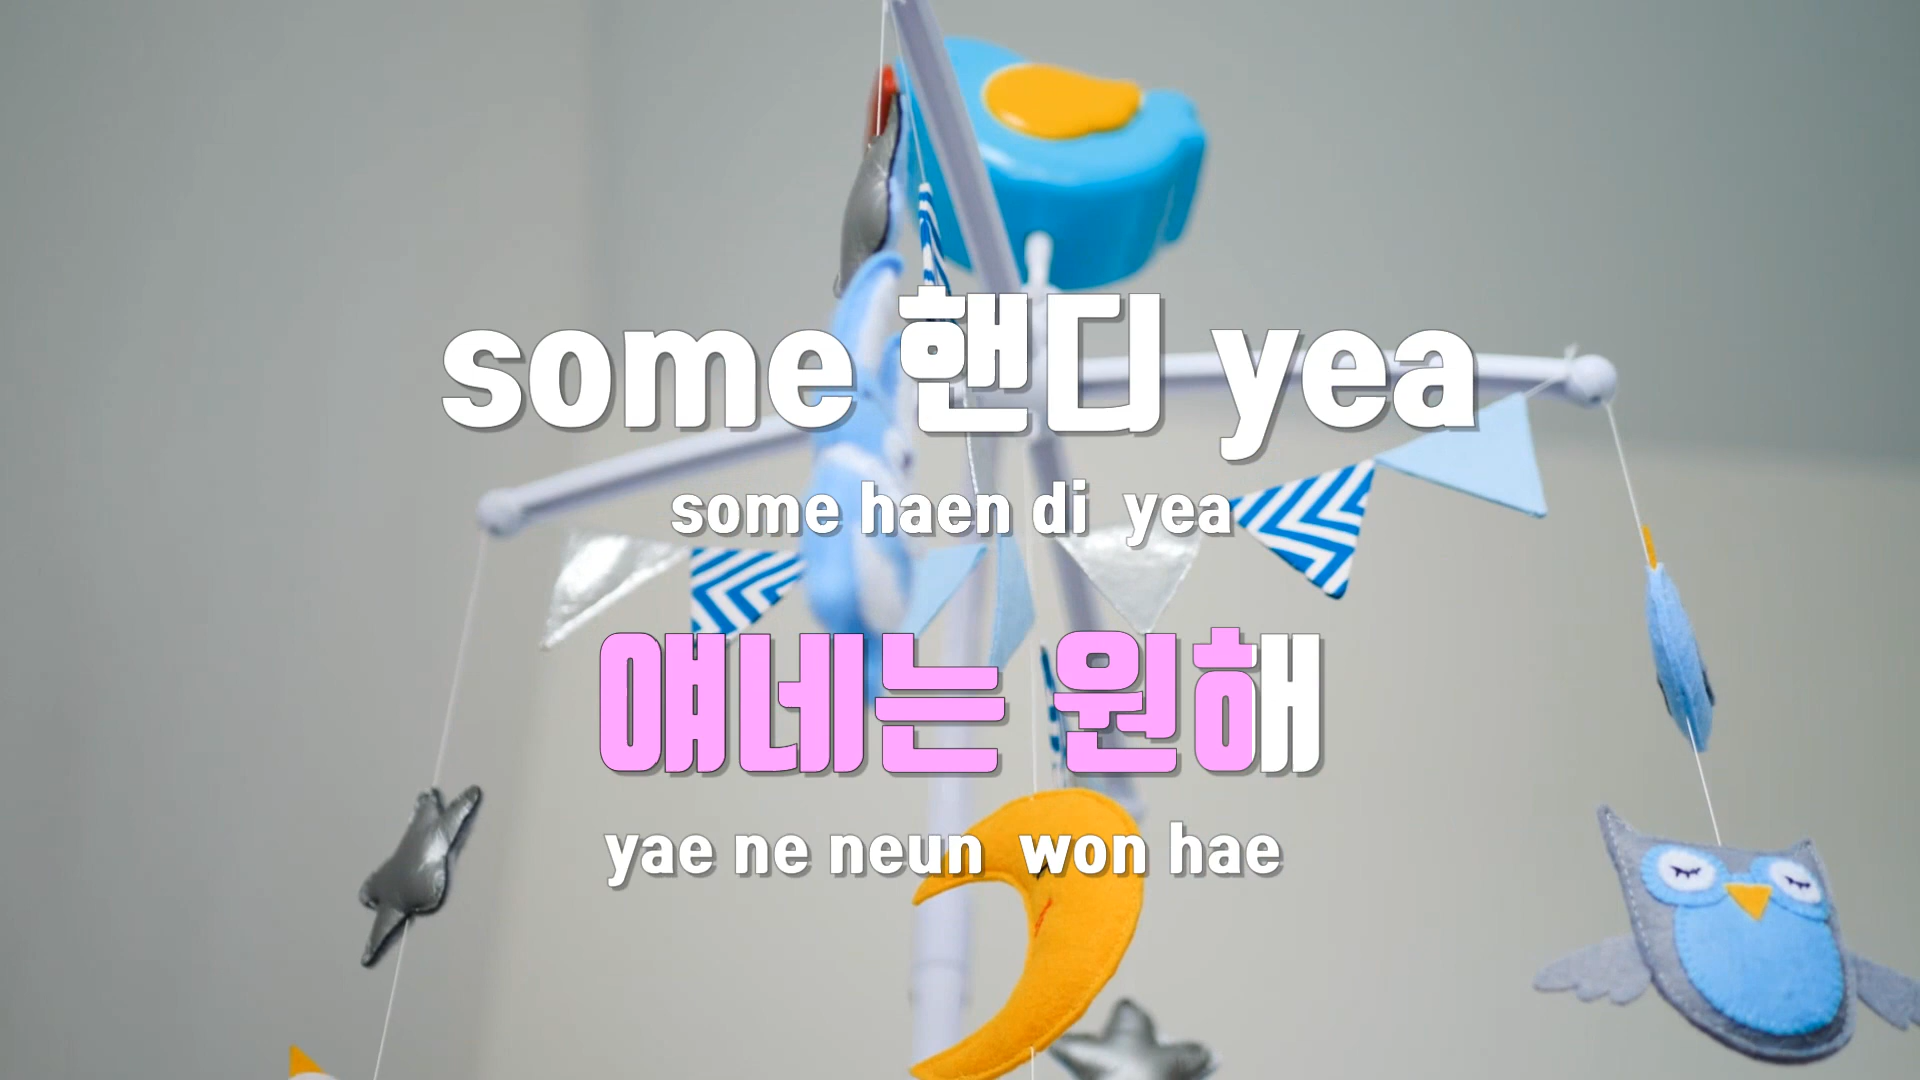 some 핸디 yea
some haen di yea
얘네는 원해
yae ne neun won hae